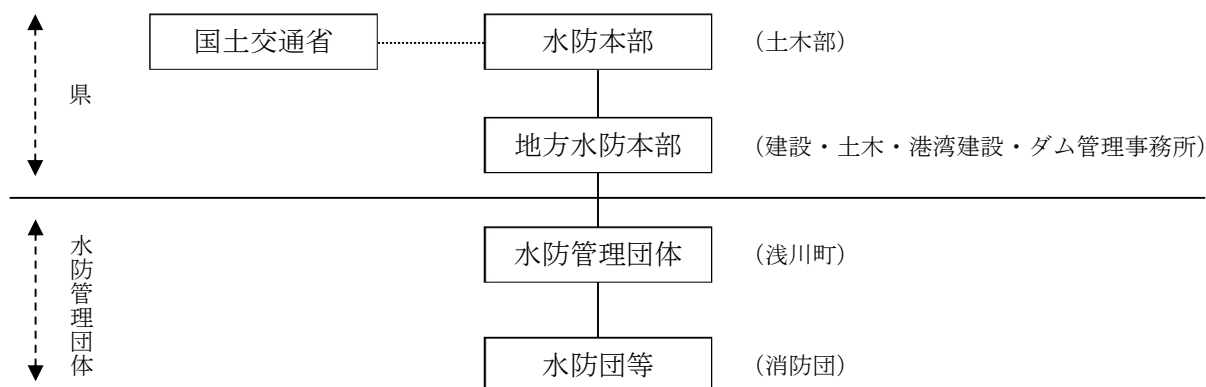 国土交通省 水防本部 （土木部）
県
地方水防本部 （建設・土木・港湾建設・ダム管理事務所）
水防管理団体
水防管理団体 （浅川町）
水防団等 （消防団）